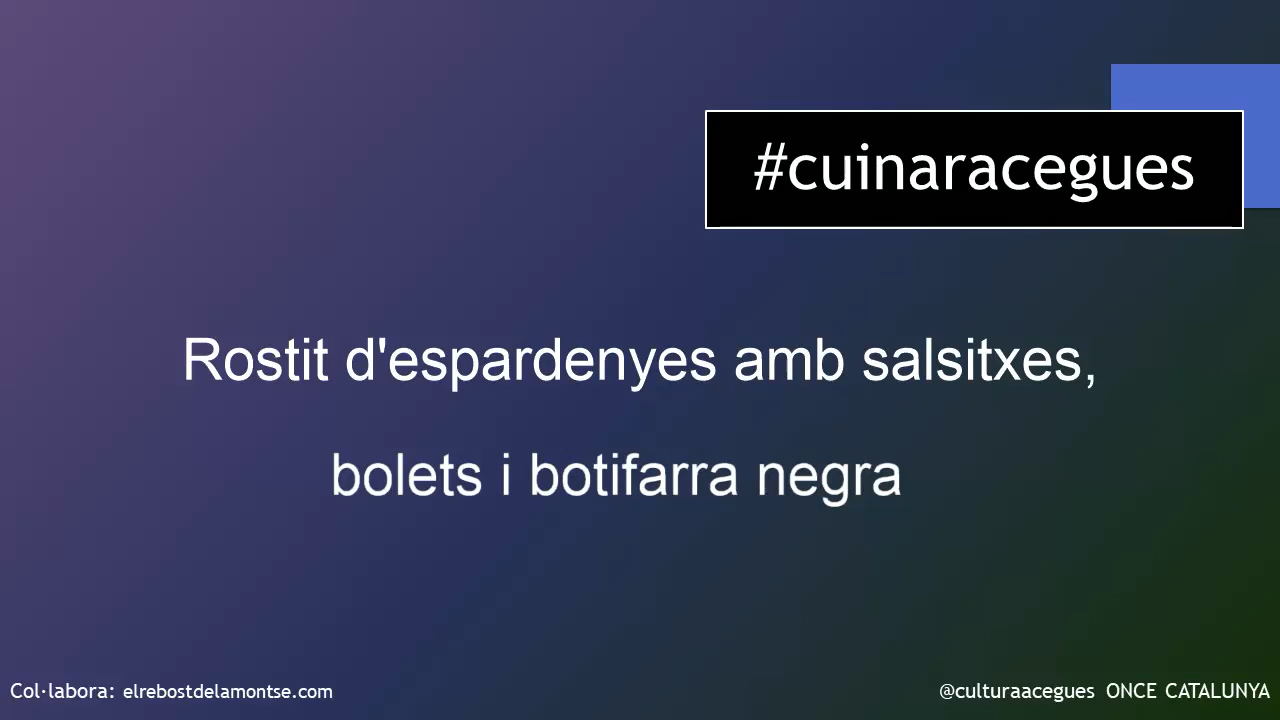 #cuinaracegues
Rostit d'espardenyes amb salsitxes,
bolets i botifarra negra
Col·labora: elrebostdelamontse.com
@culturaacegues ONCE CATALUNYA